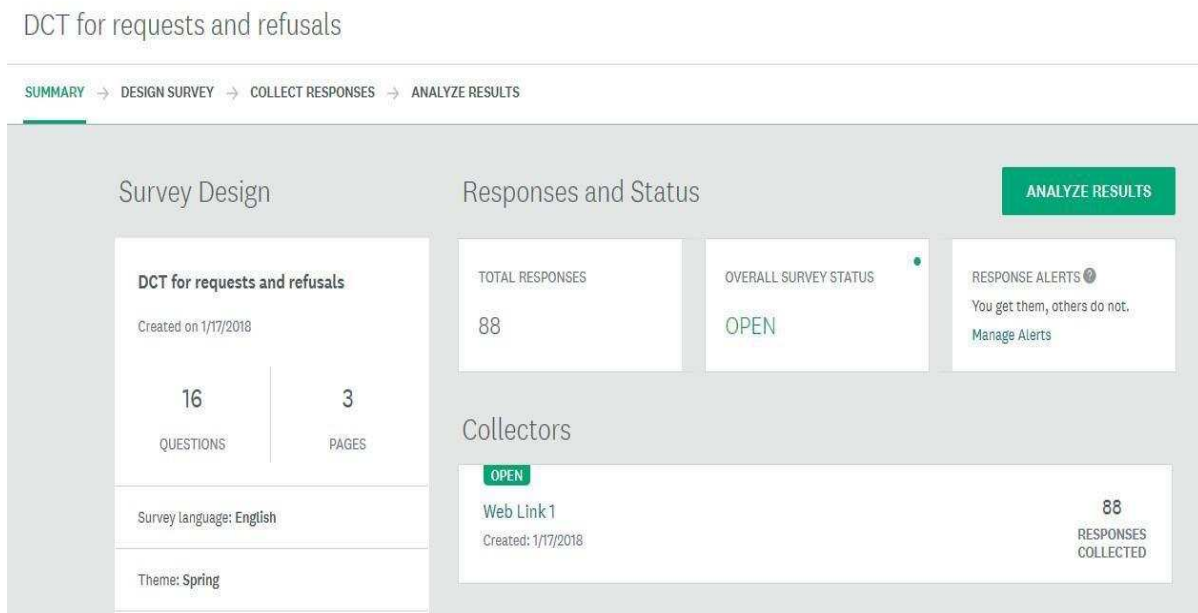 DCT for requests and refusals
SUMMARY → DESIGN SURVEY → COLLECT RESPONSES → ANALYZE RESULTS
Survey Design
DCT for requests and refusals
Created on 1/17/2018
16
QUESTIONS
3
PAGES
Survey language: English
Theme: Spring
Responses and Status
ANALYZE RESULTS
TOTAL RESPONSES
88
OVERALL SURVEY STATUS
OPEN
RESPONSE ALERTS ?
You get them, others do not.
Manage Alerts
Collectors
OPEN
Web Link 1
Created: 1/17/2018
88
RESPONSES
COLLECTED